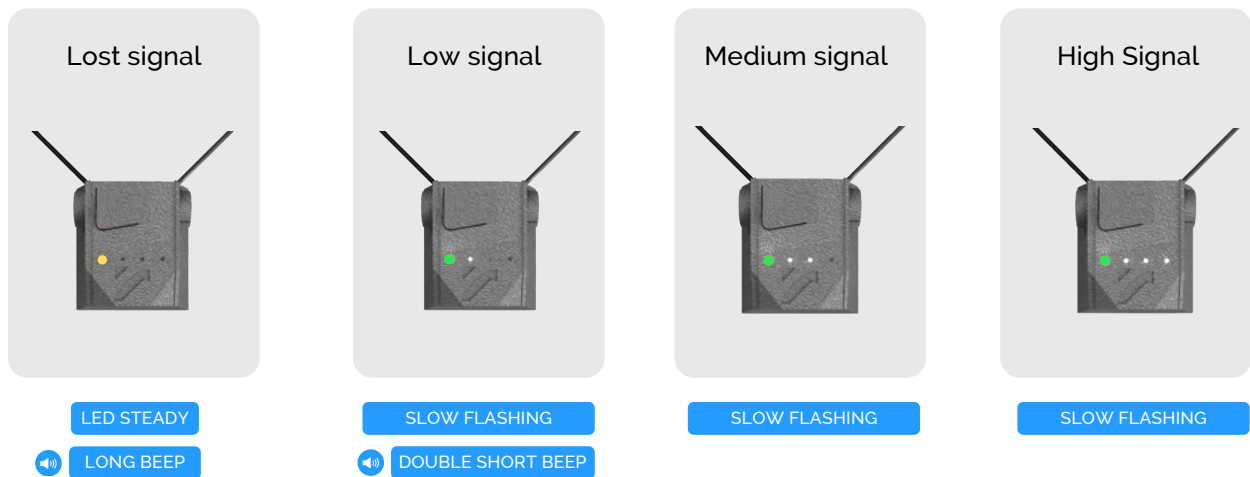 Lost signal
Low signal
Medium signal
High Signal
LED STEADY
SLOW FLASHING
SLOW FLASHING
SLOW FLASHING
LONG BEEP
DOUBLE SHORT BEEP